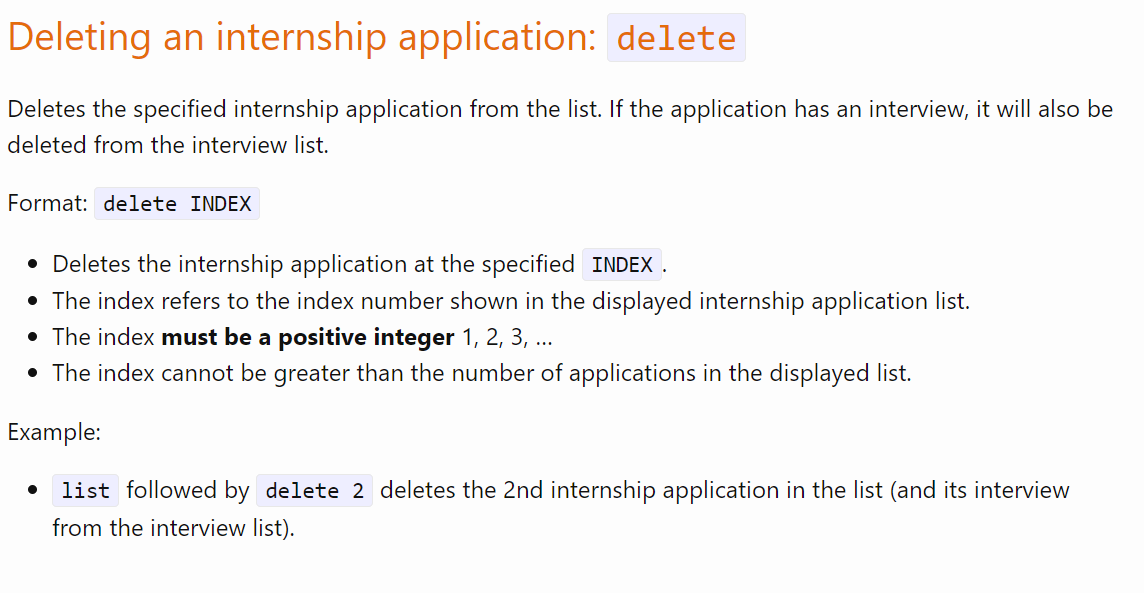 Deleting an internship application: delete
Deletes the specified internship application from the list. If the application has an interview, it will also be
deleted from the interview list.
Format: delete INDEX
• Deletes the internship application at the specified INDEX.
• The index refers to the index number shown in the displayed internship application list.
• The index must be a positive integer 1, 2, 3, …
• The index cannot be greater than the number of applications in the displayed list.
Example:
• list followed by delete 2 deletes the 2nd internship application in the list (and its interview
from the interview list).